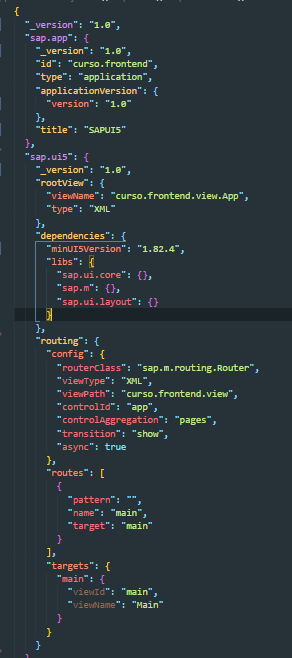 {
"_version": "1.0",
"sap.app": {
"_version": "1.0",
"id": "curso.frontend",
"type": "application",
"applicationVersion": {
"version": "1.0"
},
"title": "SAPUI5"
},
"sap.ui5": {
"_version": "1.0",
"rootView": {
"viewName": "curso.frontend.view.App",
"type": "XML"
},
"dependencies": {
"minUI5Version": "1.82.4",
"libs": {
"sap.ui.core": {},
"sap.m": {},
"sap.ui.layout": {}
}
},
"routing": {
"config": {
"routerClass": "sap.m.routing.Router",
"viewType": "XML",
"viewPath": "curso.frontend.view",
"controlId": "app",
"controlAggregation": "pages",
"transition": "show",
"async": true
},
"routes": [
{
"pattern": "",
"name": "main",
"target": "main"
}
],
"targets": {
"main": {
"viewId": "main",
"viewName": "Main"
}
}
}
}